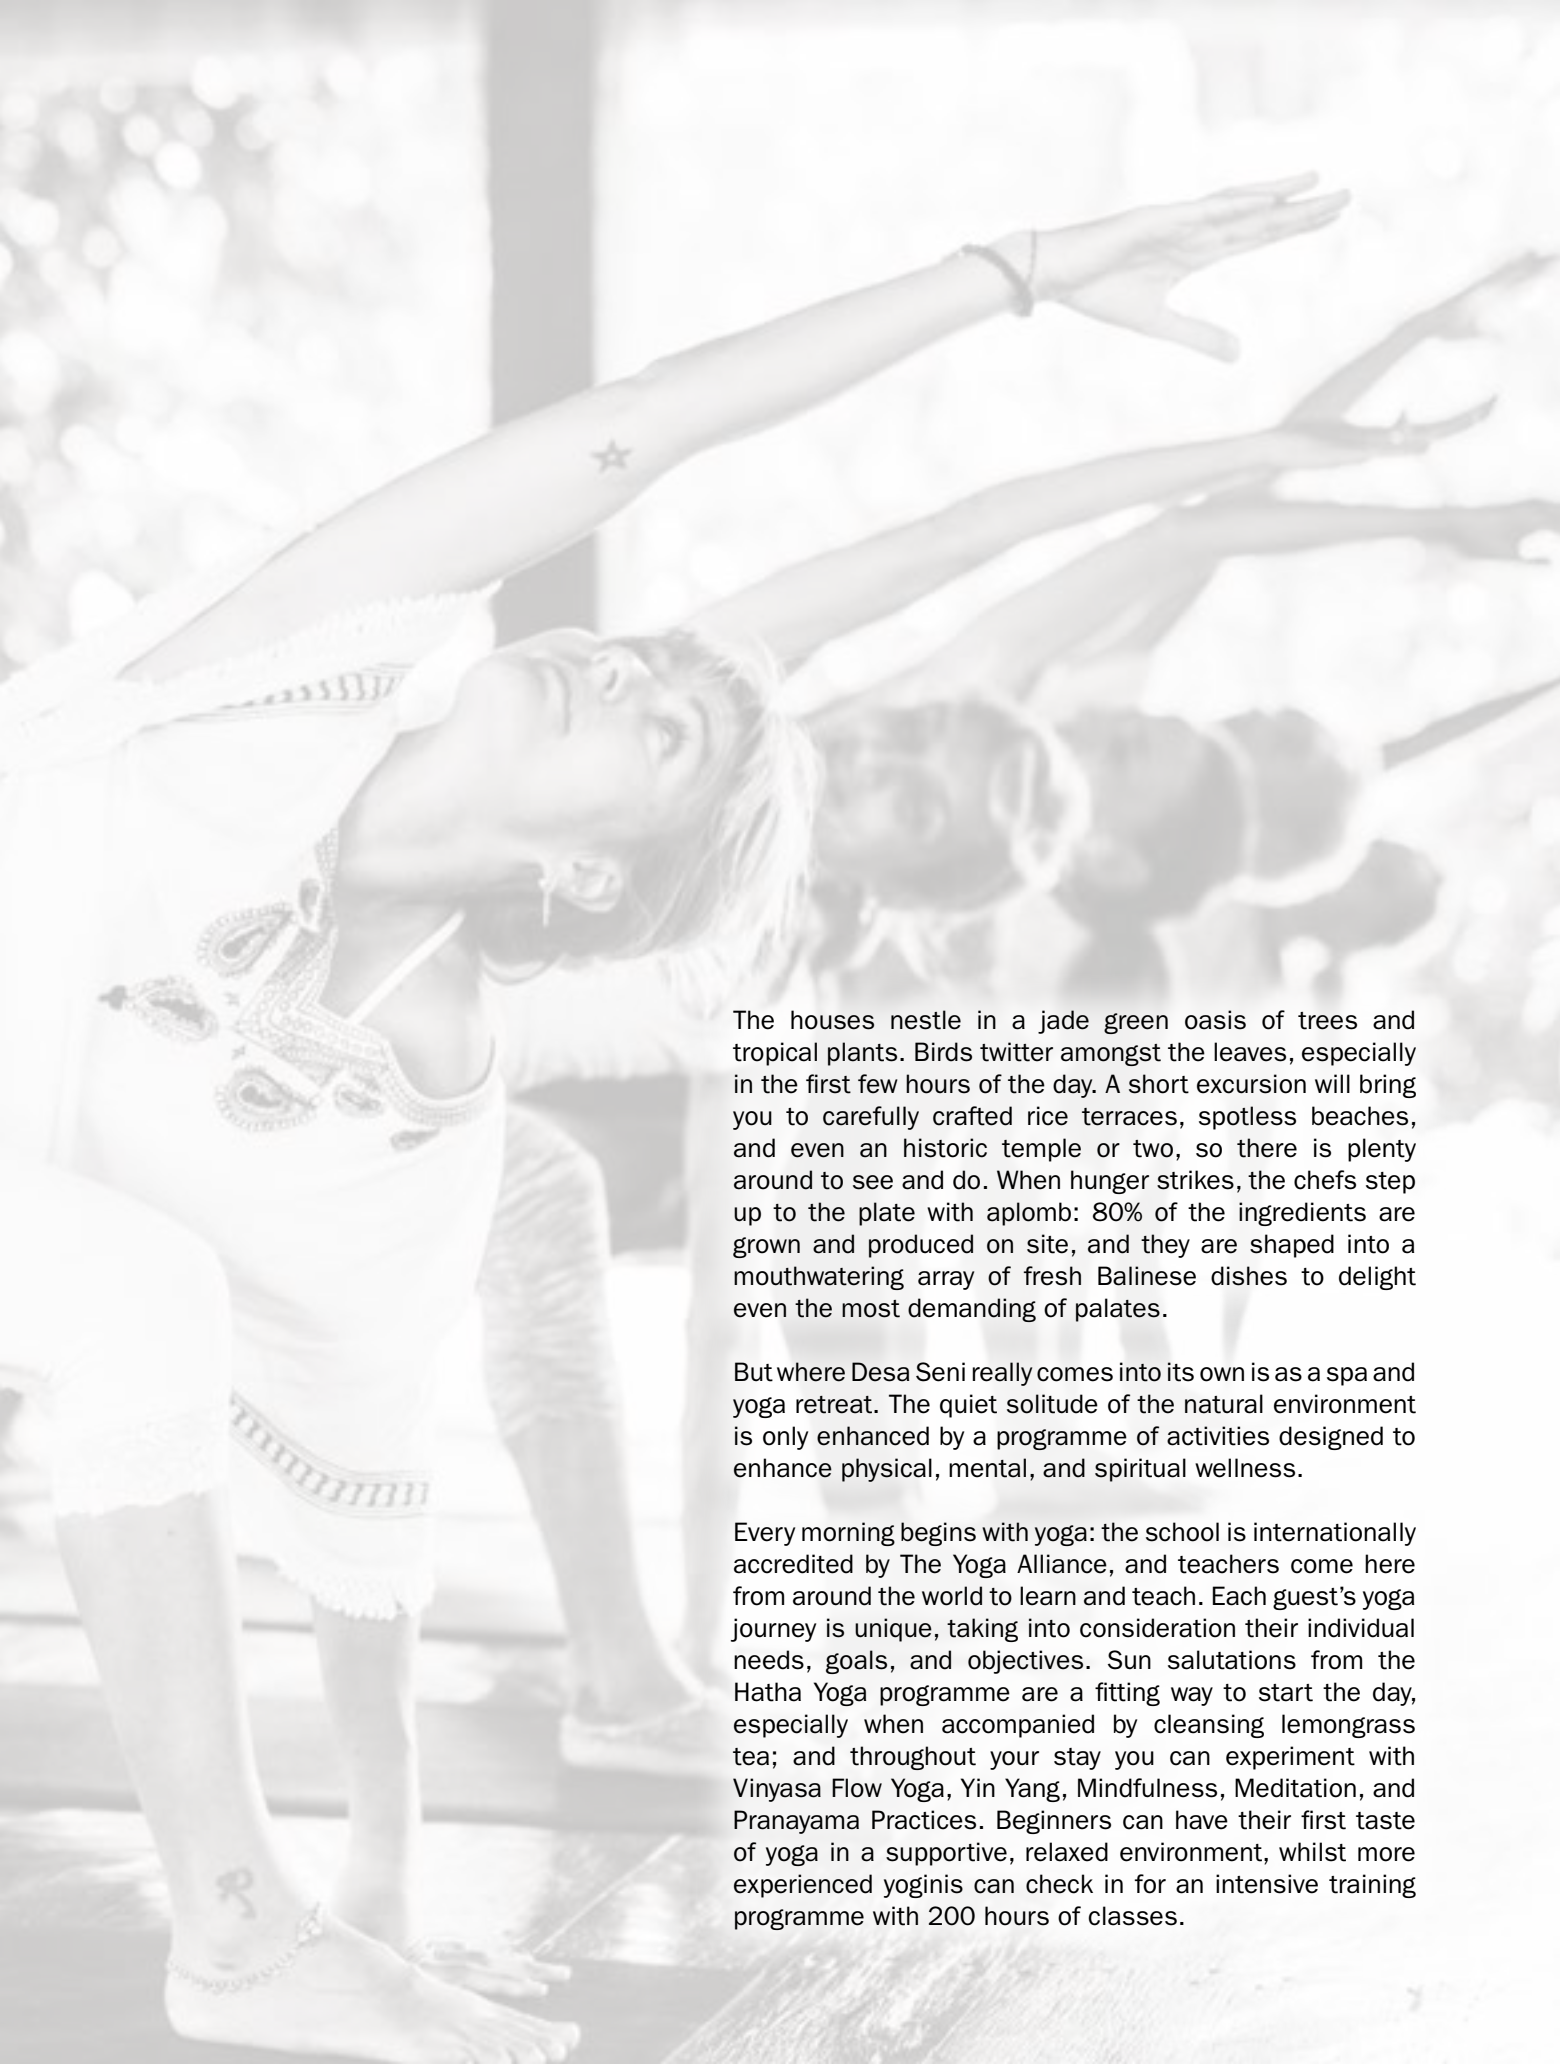 The houses nestle in a jade green oasis of trees and
tropical plants. Birds twitter amongst the leaves, especially
in the first few hours of the day. A short excursion will bring
you to carefully crafted rice terraces, spotless beaches,
and even an historic temple or two, so there is plenty
around to see and do. When hunger strikes, the chefs step
up to the plate with aplomb: 80% of the ingredients are
grown and produced on site, and they are shaped into a
mouthwatering array of fresh Balinese dishes to delight
even the most demanding of palates.

But where Desa Seni really comes into its own is as a spa and
yoga retreat. The quiet solitude of the natural environment
is only enhanced by a programme of activities designed to
enhance physical, mental, and spiritual wellness.

Every morning begins with yoga: the school is internationally
accredited by The Yoga Alliance, and teachers come here
from around the world to learn and teach. Each guest’s yoga
journey is unique, taking into consideration their individual
needs, goals, and objectives. Sun salutations from the
Hatha Yoga programme are a fitting way to start the day,
especially when accompanied by cleansing lemongrass
tea; and throughout your stay you can experiment with
Vinyasa Flow Yoga, Yin Yang, Mindfulness, Meditation, and
Pranayama Practices. Beginners can have their first taste
of yoga in a supportive, relaxed environment, whilst more
experienced yoginis can check in for an intensive training
programme with 200 hours of classes.